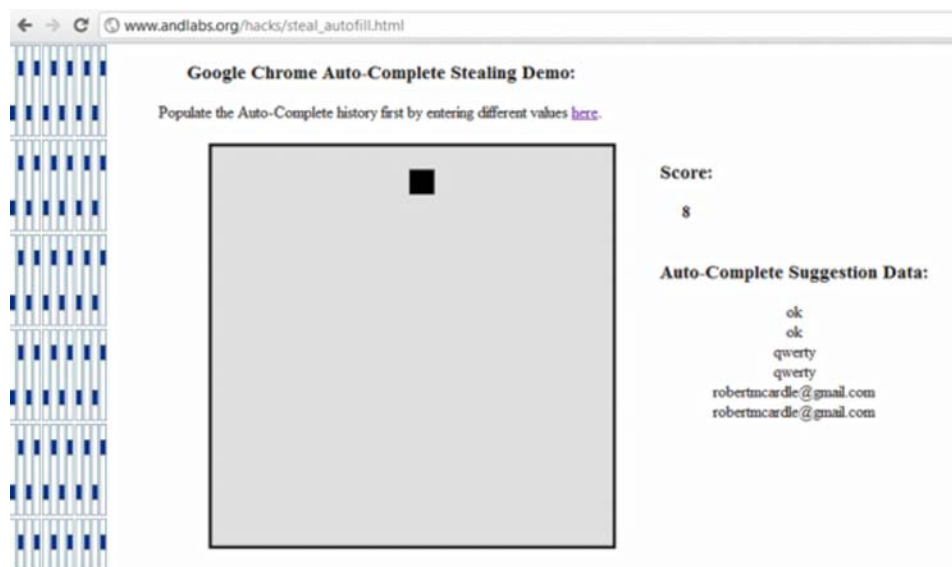 www.andlabs.org/hacks/steal_autofill.html
Google Chrome Auto-Complete Stealing Demo:
Populate the Auto-Complete history first by entering different values here.
Score:
8
Auto-Complete Suggestion Data:
ok
ok
qwerty
qwerty
robertmcardle@gmail.com
robertmcardle@gmail.com